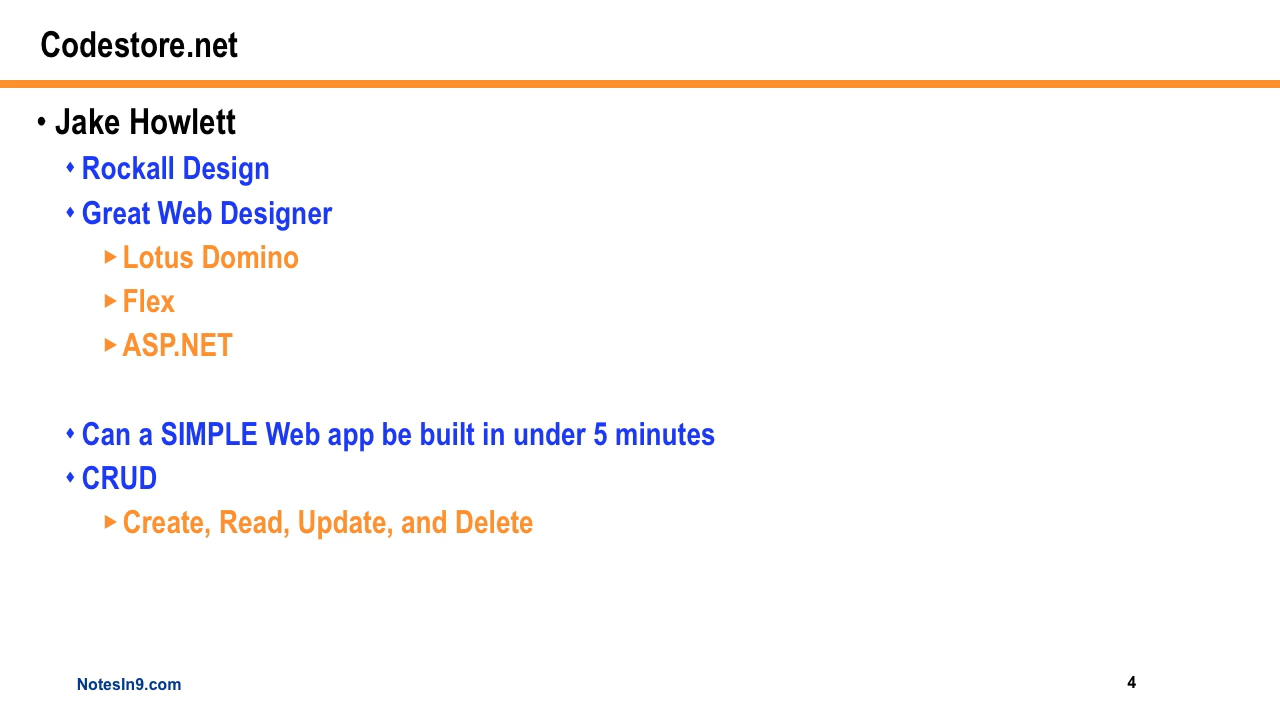 Codestore.net
• Jake Howlett
♦ Rockall Design
♦ Great Web Designer
► Lotus Domino
► Flex
► ASP.NET
♦ Can a SIMPLE Web app be built in under 5 minutes
♦ CRUD
► Create, Read, Update, and Delete
NotesIn9.com
4